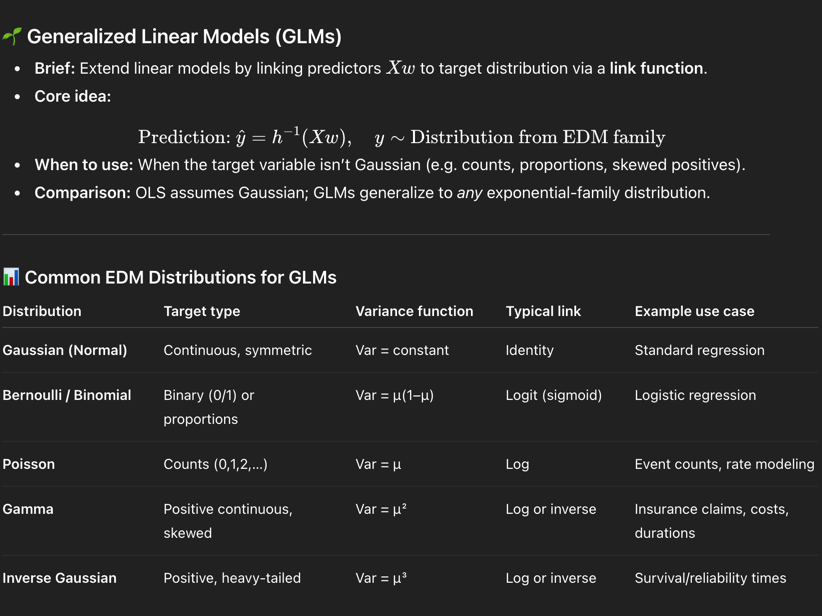 🌱 Generalized Linear Models (GLMs)
• Brief: Extend linear models by linking predictors Xw to target distribution via a link function.
• Core idea:
Prediction: ŷ = h⁻¹(Xw),    y ∼ Distribution from EDM family
• When to use: When the target variable isn’t Gaussian (e.g. counts, proportions, skewed positives).
• Comparison: OLS assumes Gaussian; GLMs generalize to any exponential-family distribution.
📊 Common EDM Distributions for GLMs
Distribution Target type Variance function Typical link Example use case
Gaussian (Normal) Continuous, symmetric Var = constant Identity Standard regression
Bernoulli / Binomial Binary (0/1) or Var = μ(1–μ) Logit (sigmoid) Logistic regression
proportions
Poisson Counts (0,1,2,…) Var = μ Log Event counts, rate modeling
Gamma Positive continuous, Var = μ² Log or inverse Insurance claims, costs,
skewed durations
Inverse Gaussian Positive, heavy-tailed Var = μ³ Log or inverse Survival/reliability times